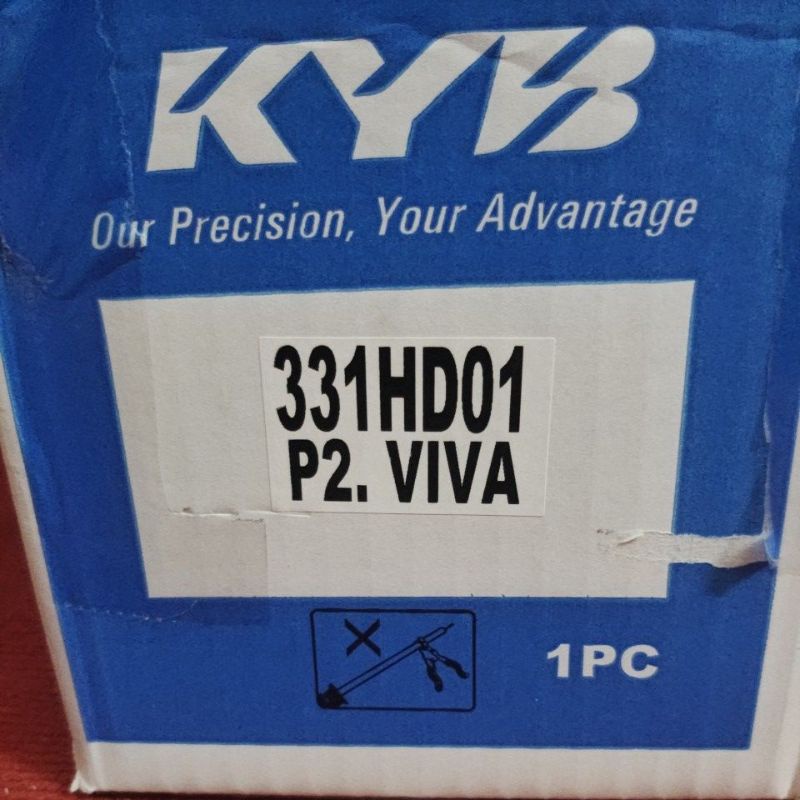 KYB
Our Precision, Your Advantage
331HD01
P2. VIVA
1PC